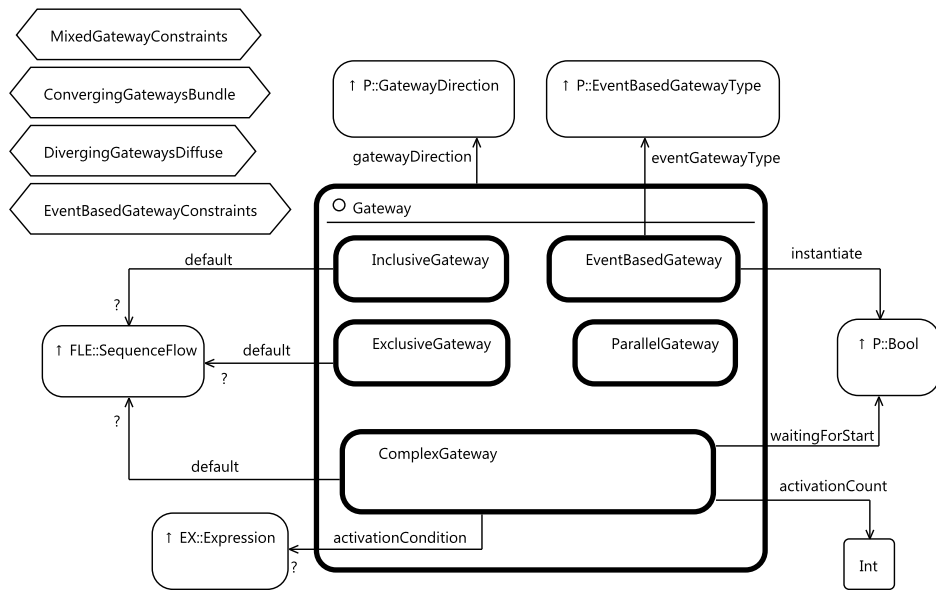 MixedGatewayConstraints
ConvergingGatewaysBundle
DivergingGatewaysDiffuse
EventBasedGatewayConstraints
↑ P::GatewayDirection
↑ P::EventBasedGatewayType
gatewayDirection
eventGatewayType
Gateway
InclusiveGateway
EventBasedGateway
default
instantiate
?
↑ FLE::SequenceFlow
default
?
ExclusiveGateway
ParallelGateway
↑ P::Bool
?
default
ComplexGateway
waitingForStart
activationCount
↑ EX::Expression
activationCondition
?
Int